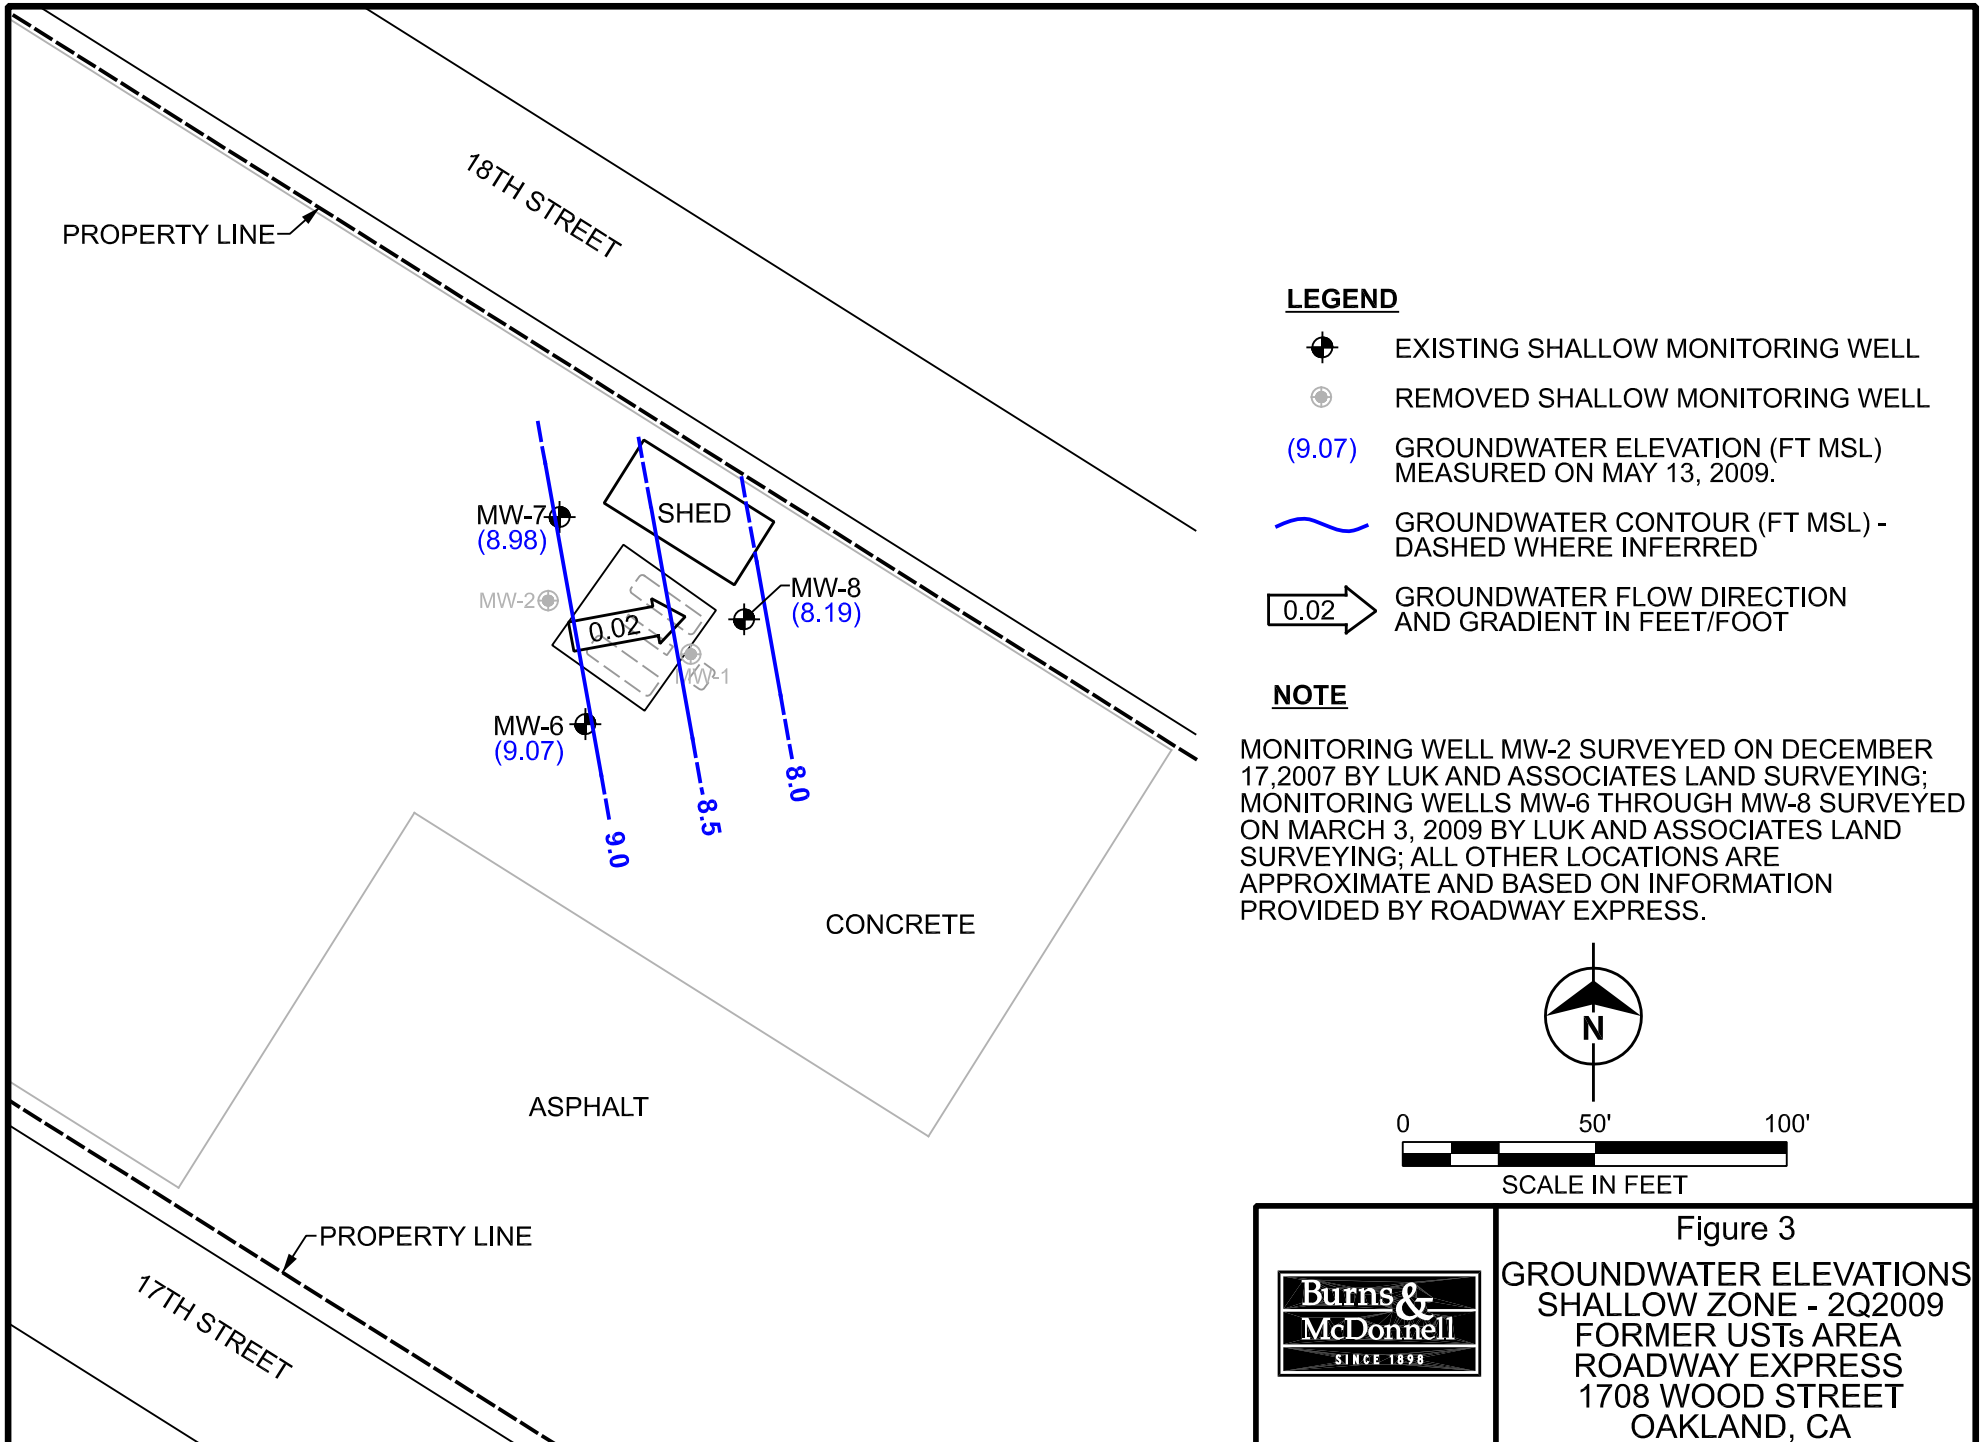 18TH STREET
PROPERTY LINE
SHED
MW-7
(8.98)
MW-2
0.02
MW-8
(8.19)
MW-1
MW-6
(9.07)
8.0
8.5
9.0
CONCRETE
ASPHALT
PROPERTY LINE
17TH STREET
LEGEND
EXISTING SHALLOW MONITORING WELL
REMOVED SHALLOW MONITORING WELL
(9.07) GROUNDWATER ELEVATION (FT MSL)
MEASURED ON MAY 13, 2009.
GROUNDWATER CONTOUR (FT MSL) -
DASHED WHERE INFERRED
0.02 GROUNDWATER FLOW DIRECTION
AND GRADIENT IN FEET/FOOT
NOTE
MONITORING WELL MW-2 SURVEYED ON DECEMBER
17,2007 BY LUK AND ASSOCIATES LAND SURVEYING;
MONITORING WELLS MW-6 THROUGH MW-8 SURVEYED
ON MARCH 3, 2009 BY LUK AND ASSOCIATES LAND
SURVEYING; ALL OTHER LOCATIONS ARE
APPROXIMATE AND BASED ON INFORMATION
PROVIDED BY ROADWAY EXPRESS.
N
0 50' 100'
SCALE IN FEET
Burns &
McDonnell
SINCE 1898
Figure 3
GROUNDWATER ELEVATIONS
SHALLOW ZONE - 2Q2009
FORMER USTs AREA
ROADWAY EXPRESS
1708 WOOD STREET
OAKLAND, CA